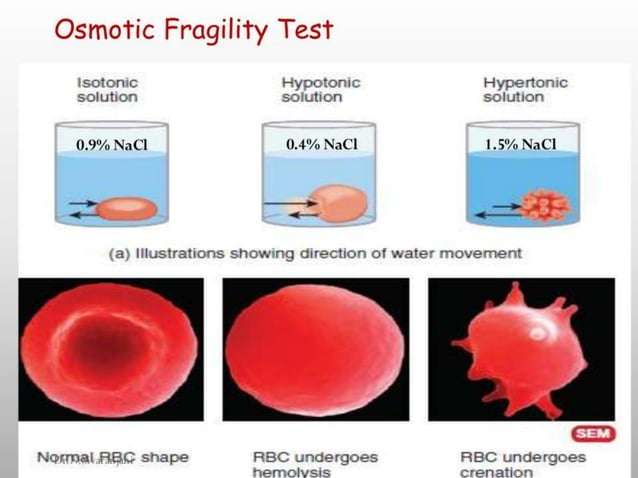 Osmotic Fragility Test
Isotonic
solution
Hypotonic
solution
Hypertonic
solution
0.9% NaCl
0.4% NaCl
1.5% NaCl
(a) Illustrations showing direction of water movement
SEM
Normal RBC shape
RBC undergoes
hemolysis
RBC undergoes
crenation